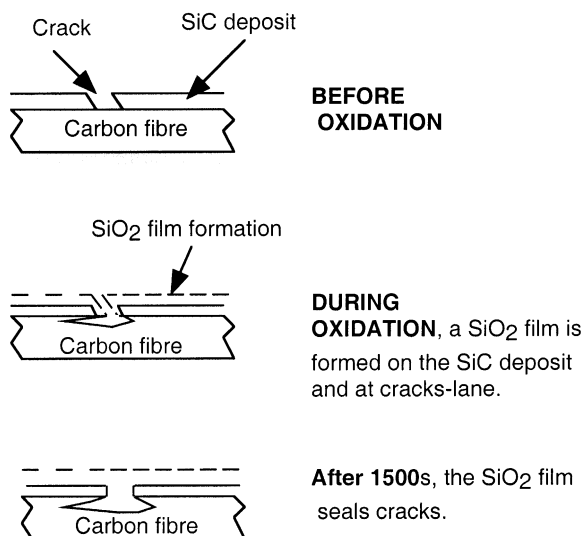 Crack
SiC deposit
Carbon fibre
BEFORE
OXIDATION
SiO2 film formation
Carbon fibre
DURING
OXIDATION, a SiO2 film is
formed on the SiC deposit
and at cracks-lane.
Carbon fibre
After 1500s, the SiO2 film
seals cracks.